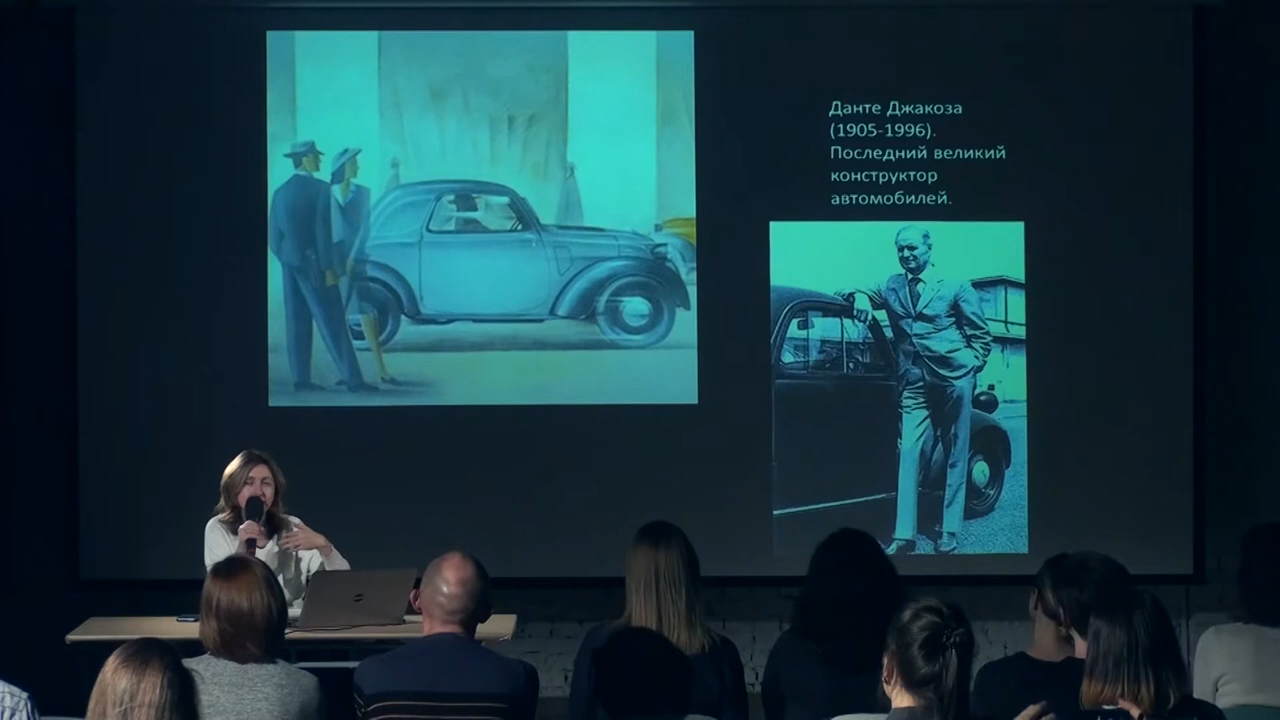 Данте Джакоза
(1905-1996).
Последний великий
конструктор
автомобилей.